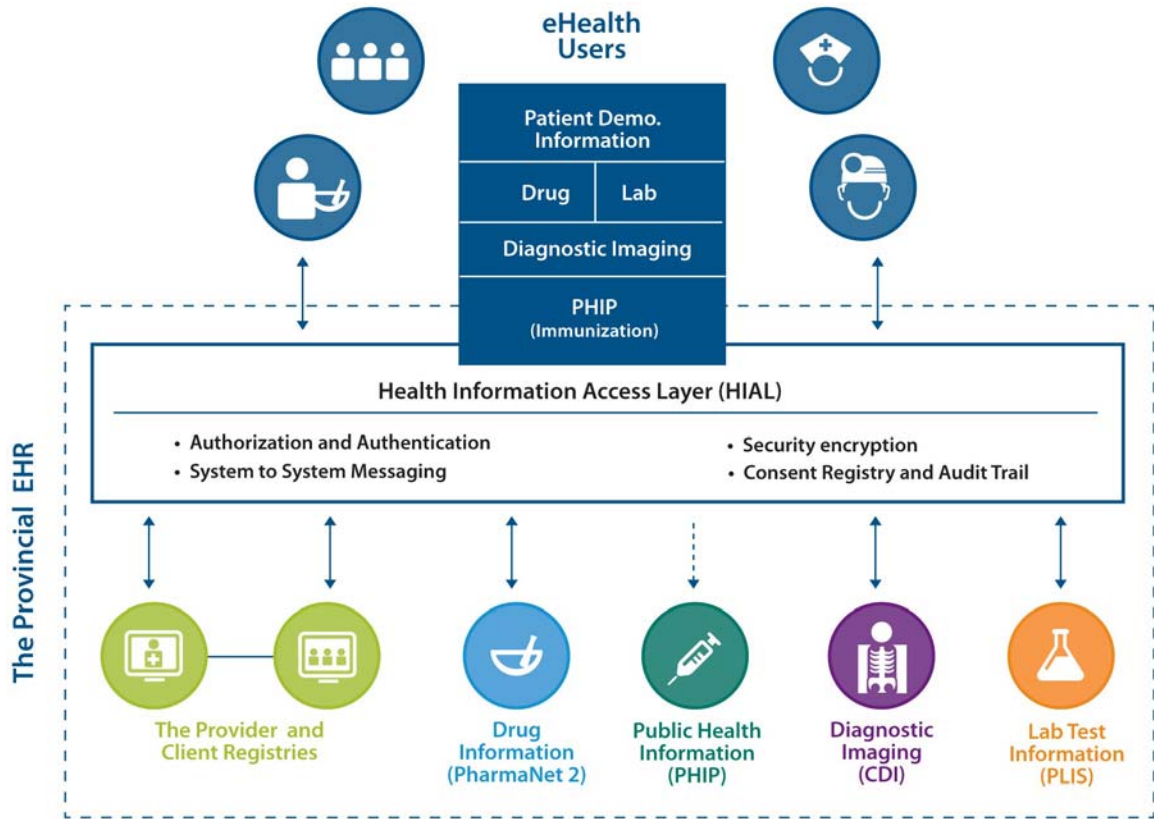 eHealth
Users
Patient Demo.
Information
Drug
Lab
Diagnostic Imaging
PHIP
(Immunization)
Health Information Access Layer (HIAL)
• Authorization and Authentication
• System to System Messaging
• Security encryption
• Consent Registry and Audit Trail
The Provincial EHR
The Provider and
Client Registries
Drug
Information
(PharmaNet 2)
Public Health
Information
(PHIP)
Diagnostic
Imaging
(CDI)
Lab Test
Information
(PLIS)